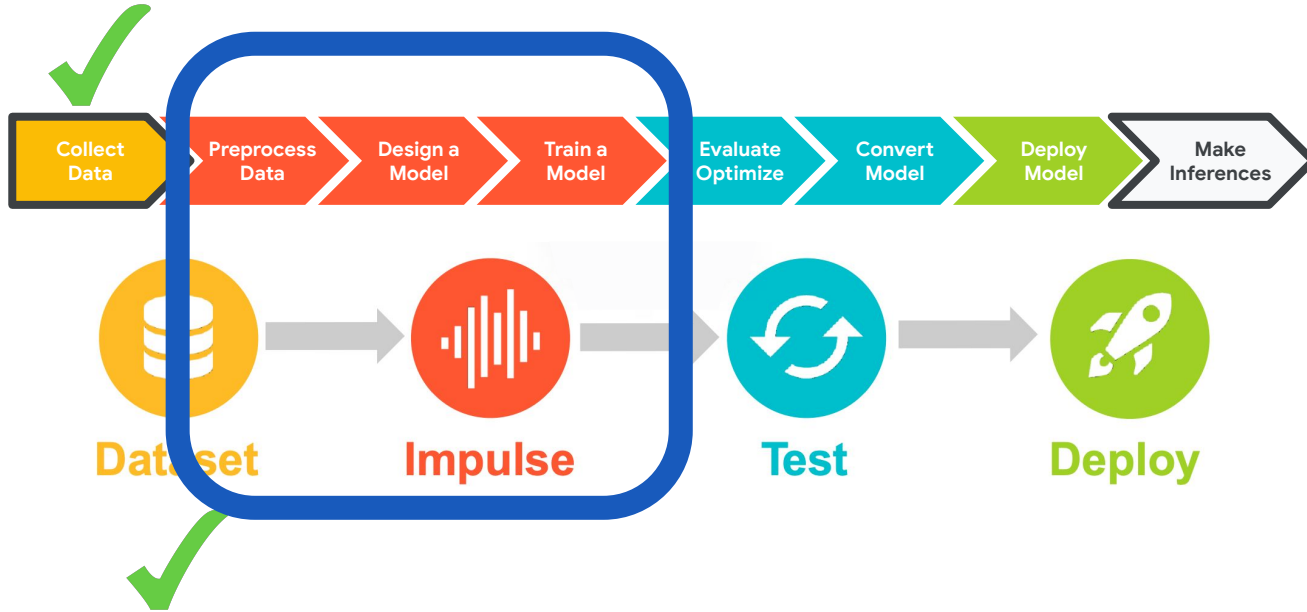 Collect
Data
Preprocess
Data
Design a
Model
Train a
Model
Evaluate
Optimize
Convert
Model
Deploy
Model
Make
Inferences
Dataset
Impulse
Test
Deploy